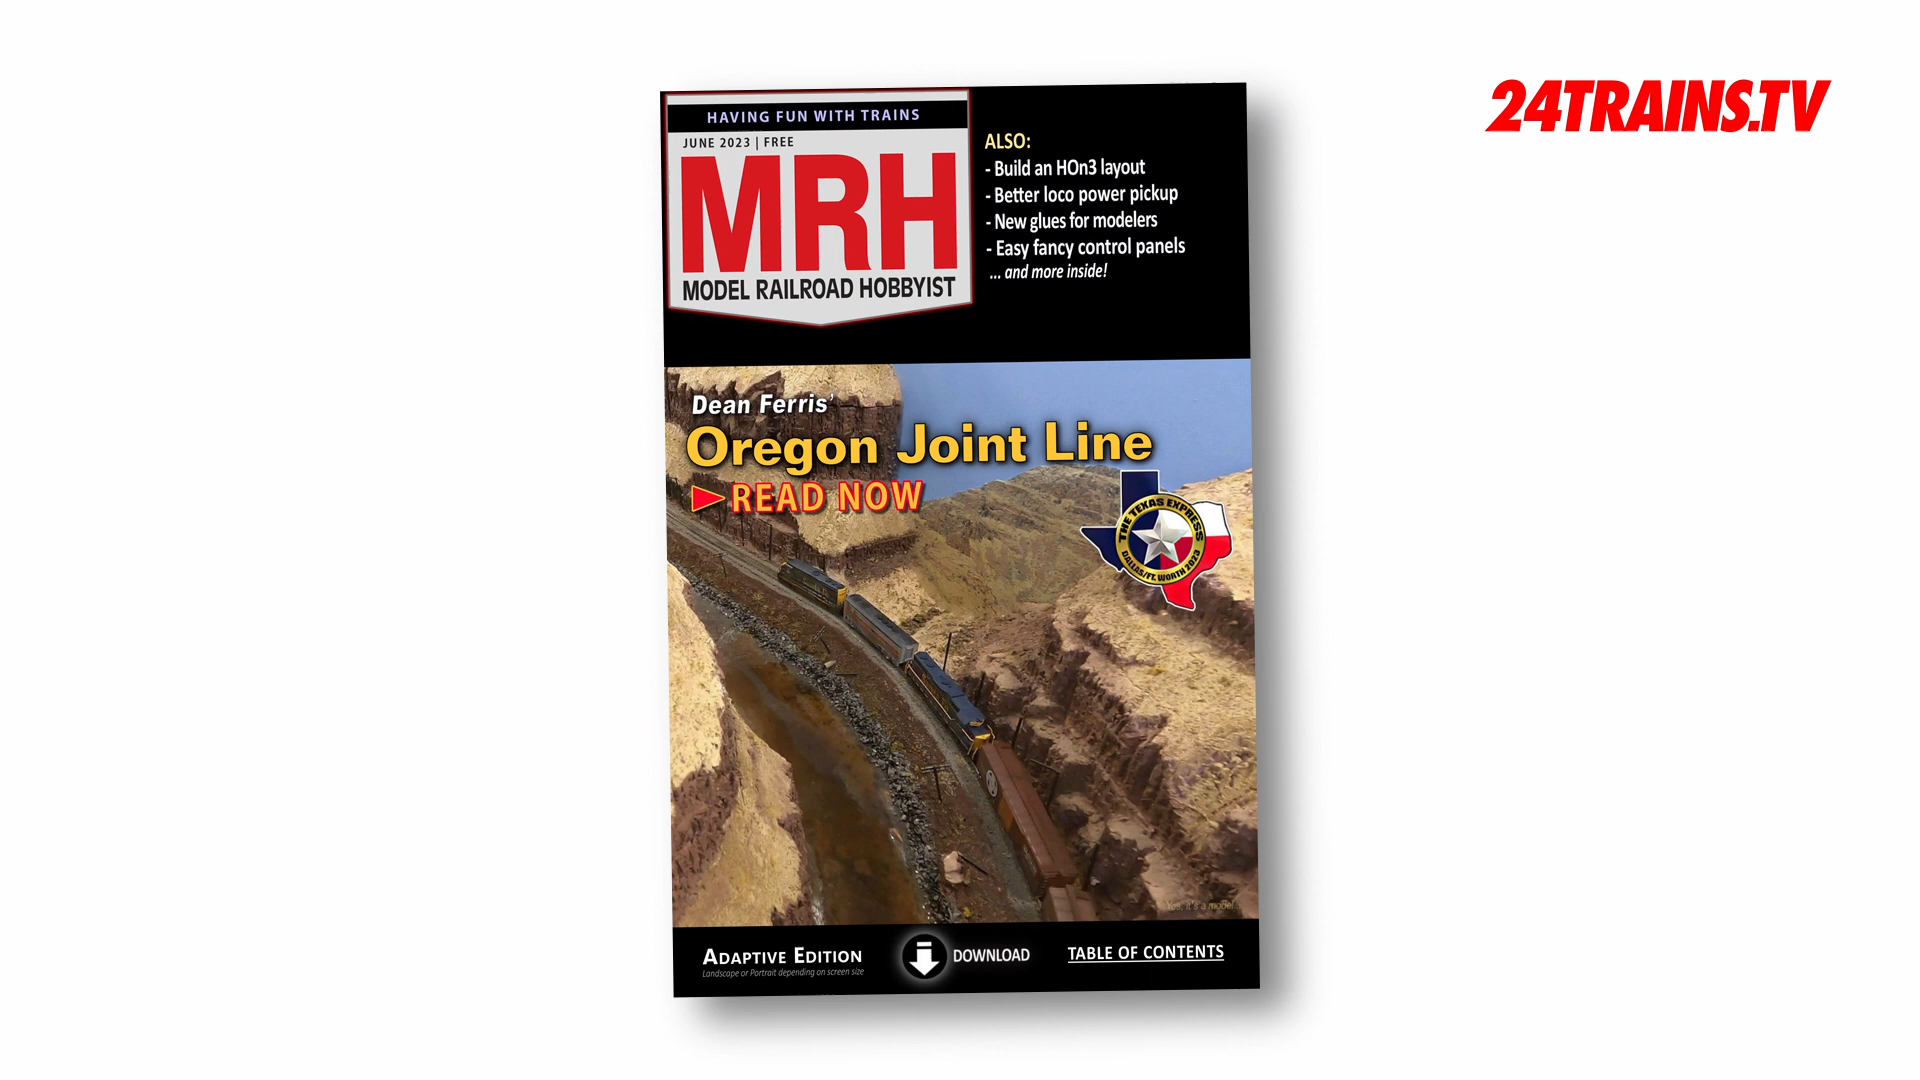 24TRAINS.TV
HAVING FUN WITH TRAINS
JUNE 2023 | FREE
MRH
MODEL RAILROAD HOBBYIST
ALSO:
- Build an HOn3 layout
- Better loco power pickup
- New glues for modelers
- Easy fancy control panels
... and more inside!
Dean Ferris'
Oregon Joint Line
READ NOW
THE TEXAS EXPRESS
DALLAS/FT. WORTH 2023
Yes, it's a model
ADAPTIVE EDITION
Landscape or Portrait depending on screen size
DOWNLOAD
TABLE OF CONTENTS